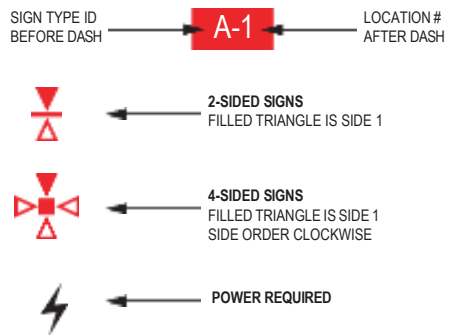 SIGN TYPE ID
BEFORE DASH
A-1
LOCATION #
AFTER DASH
2-SIDED SIGNS
FILLED TRIANGLE IS SIDE 1
4-SIDED SIGNS
FILLED TRIANGLE IS SIDE 1
SIDE ORDER CLOCKWISE
POWER REQUIRED